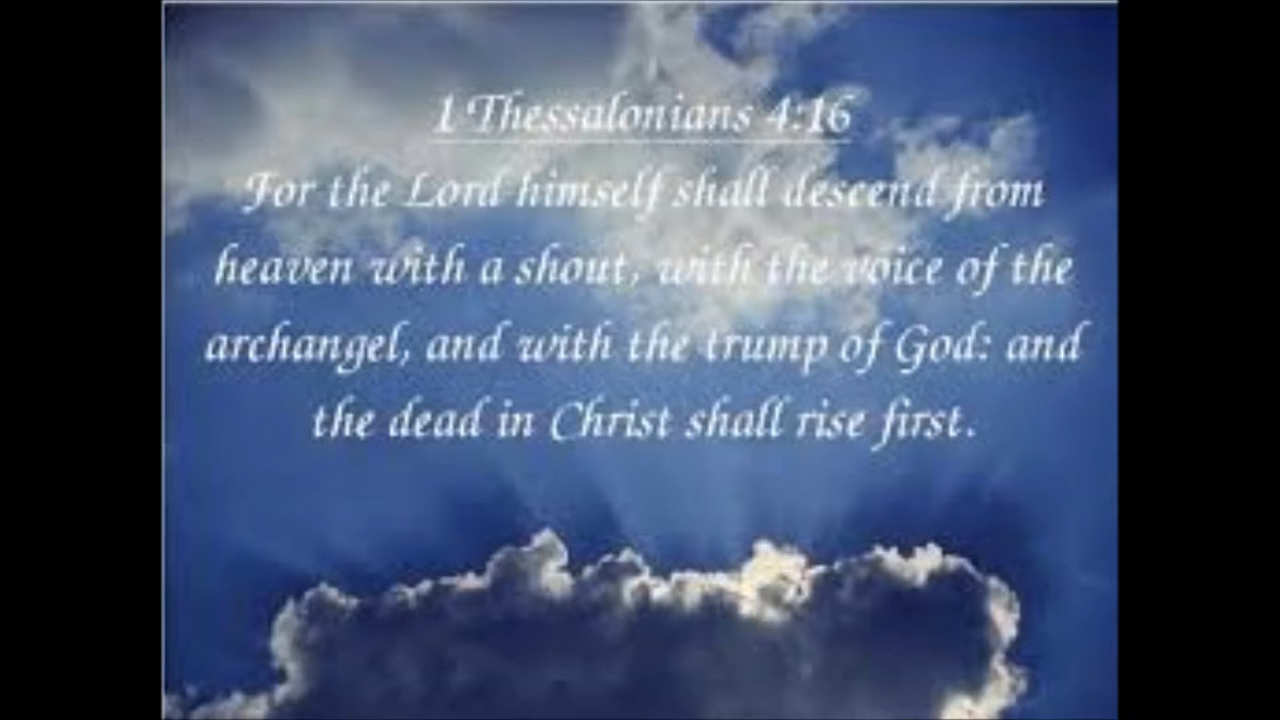 1 Thessalonians 4:16
For the Lord himself shall descend from
heaven with a shout, with the voice of the
archangel, and with the trump of God: and
the dead in Christ shall rise first.